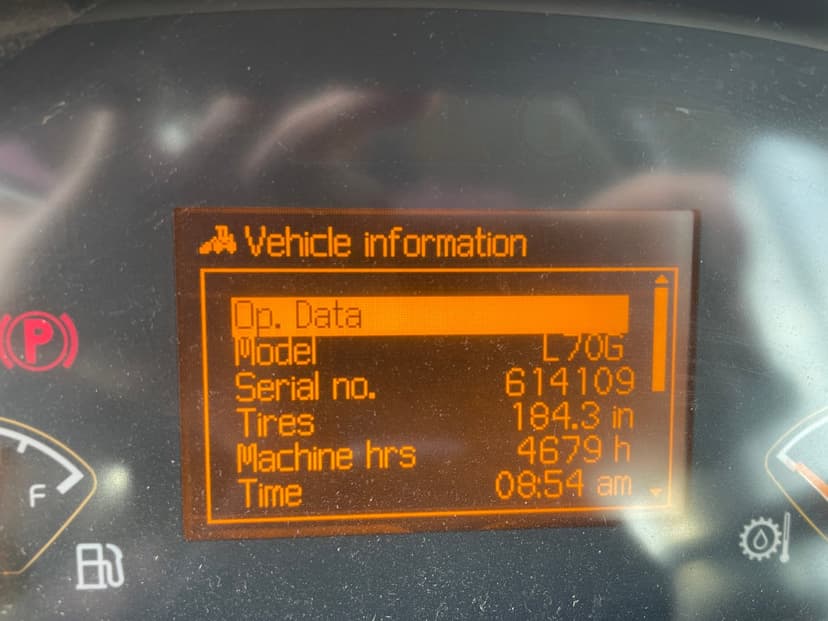 Vehicle information
Op. Data
Model L70G
Serial no. 614109
Tires 184.3 in
Machine hrs 4679 h
Time 08:54 am
P
F